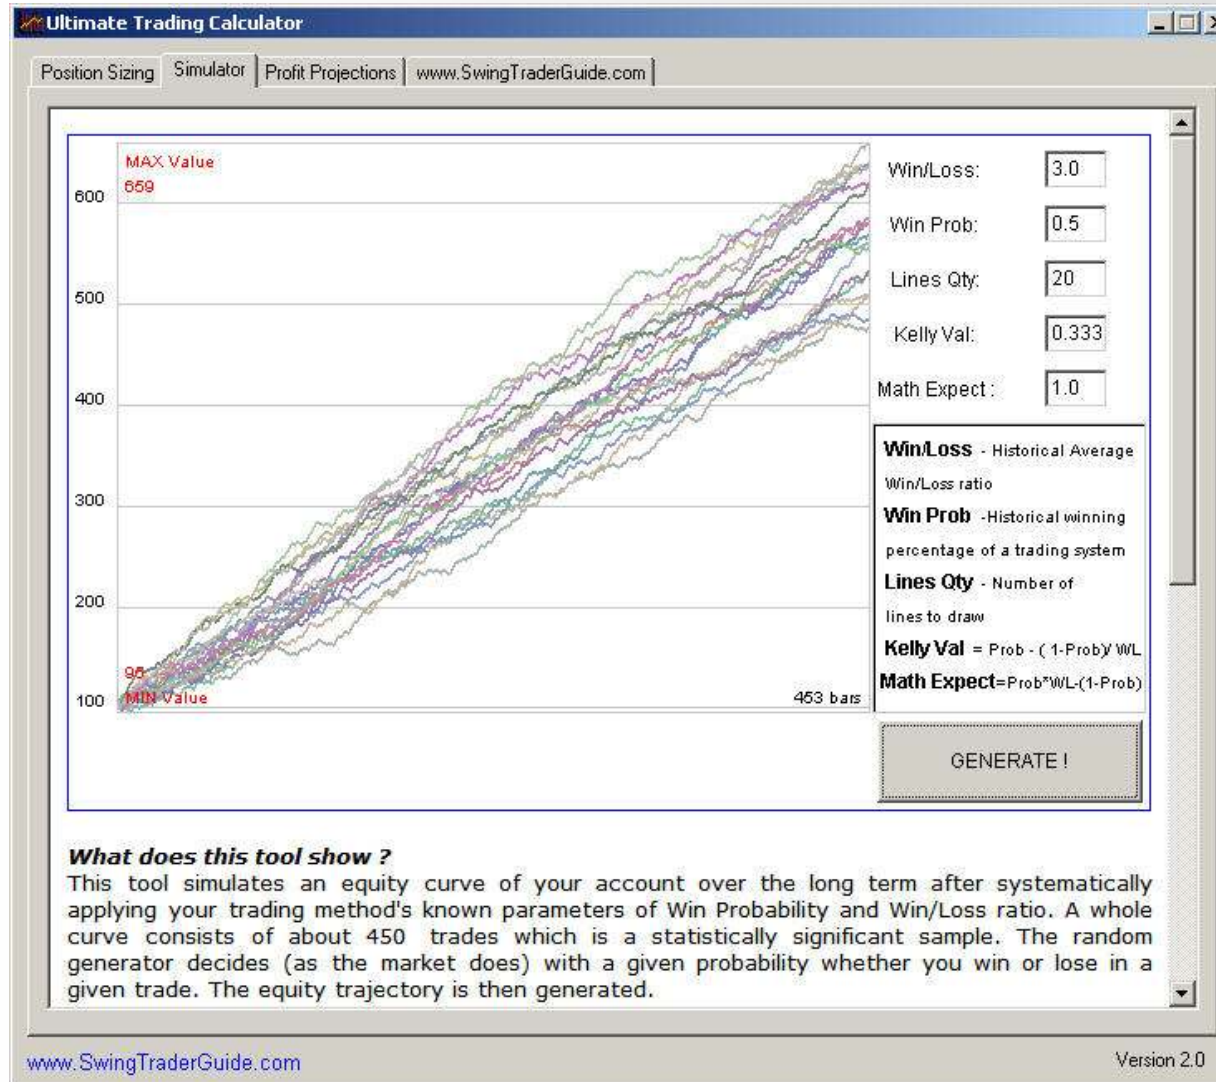 Ultimate Trading Calculator
Position Sizing
Simulator
Profit Projections
www.SwingTraderGuide.com
MAX Value
659
600
500
400
300
200
100
95
MIN Value
453 bars
Win/Loss: 3.0
Win Prob: 0.5
Lines Qty: 20
Kelly Val: 0.333
Math Expect : 1.0
Win/Loss - Historical Average
Win/Loss ratio
Win Prob -Historical winning
percentage of a trading system
Lines Qty - Number of
lines to draw
Kelly Val = Prob - ( 1-Prob)/ WL
Math Expect=Prob*WL-(1-Prob)
GENERATE !
What does this tool show ?
This tool simulates an equity curve of your account over the long term after systematically
applying your trading method's known parameters of Win Probability and Win/Loss ratio. A whole
curve consists of about 450 trades which is a statistically significant sample. The random
generator decides (as the market does) with a given probability whether you win or lose in a
given trade. The equity trajectory is then generated.
www.SwingTraderGuide.com
Version 2.0